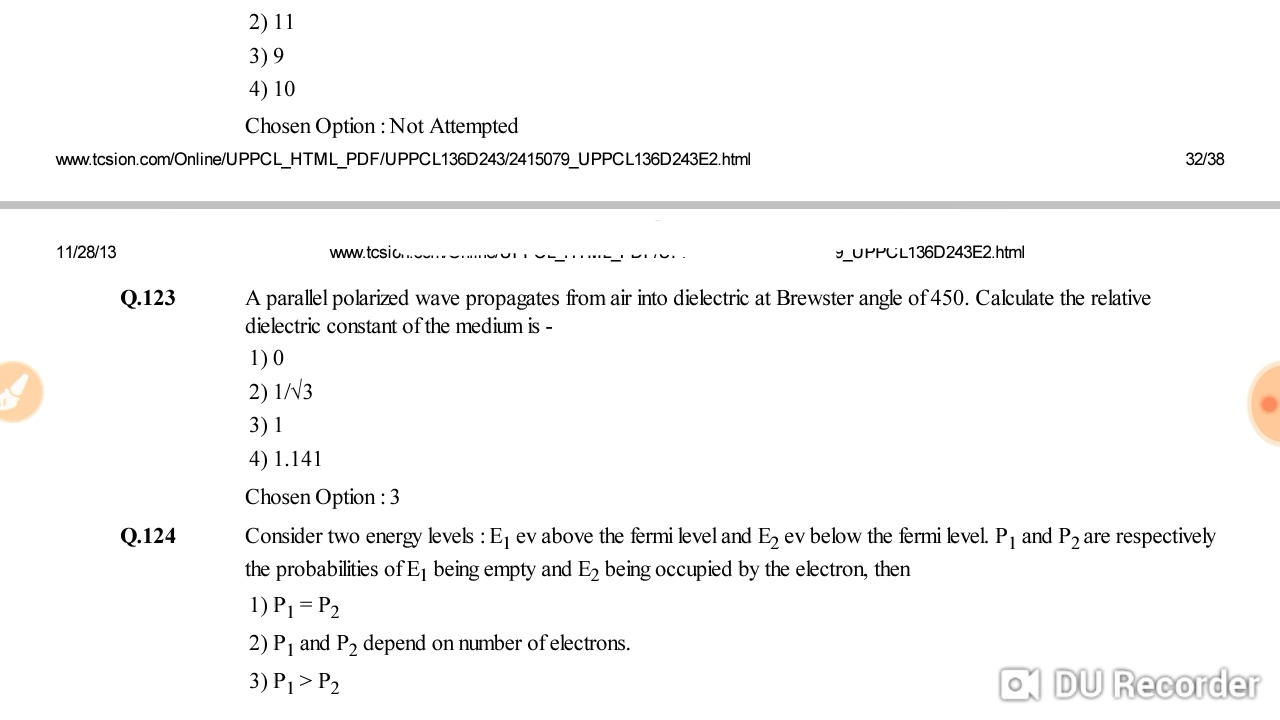 2) 11
3) 9
4) 10
Chosen Option : Not Attempted
www.tcsion.com/Online/UPPCL_HTML_PDF/UPPCL136D243/2415079_UPPCL136D243E2.html 32/38
11/28/13 www.tcsion 9_UPPCL136D243E2.html
Q.123 A parallel polarized wave propagates from air into dielectric at Brewster angle of 450. Calculate the relative
dielectric constant of the medium is -
1) 0
2) 1/√3
3) 1
4) 1.141
Chosen Option : 3
Q.124 Consider two energy levels : E₁ ev above the fermi level and E₂ ev below the fermi level. P₁ and P₂ are respectively
the probabilities of E₁ being empty and E₂ being occupied by the electron, then
1) P₁ = P₂
2) P₁ and P₂ depend on number of electrons.
3) P₁ > P₂
DU Recorder